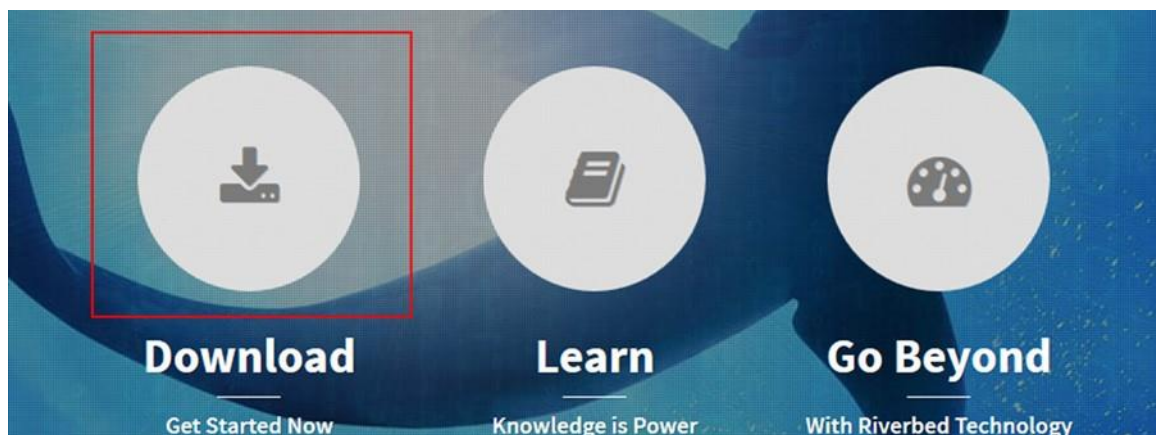 Download Learn Go Beyond
Get Started Now Knowledge is Power With Riverbed Technology